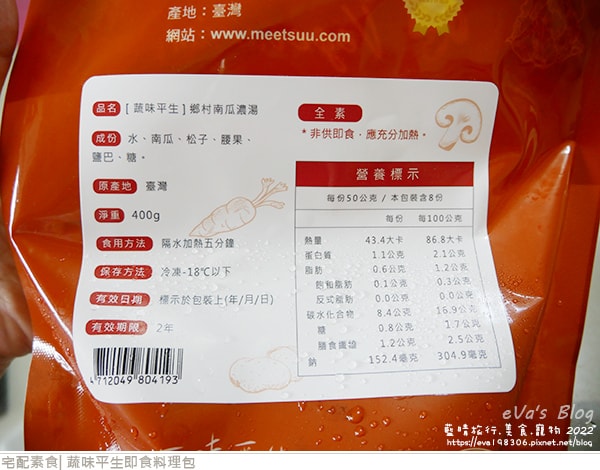 產地：臺灣
網站：www.meetsuu.com
品名 [ 蔬味平生 ] 鄉村南瓜濃湯
成份 水、南瓜、松子、腰果、
鹽巴、糖。
原產地 臺灣
淨重 400g
食用方法 隔水加熱五分鐘
保存方法 冷凍-18℃以下
有效日期 標示於包裝上(年/月/日)
有效期限 2年
4712049804193
全素
*非供即食，應充分加熱。
營養標示
每份50公克 / 本包裝含8份
每份 每100公克
熱量 43.4大卡 86.8大卡
蛋白質 1.1公克 2.1公克
脂肪 0.6公克 1.2公克
飽和脂肪 0.1公克 0.3公克
反式脂肪 0.0公克 0.0公克
碳水化合物 8.4公克 16.9公克
糖 0.8公克 1.7公克
膳食纖維 1.2公克 2.5公克
鈉 152.4毫克 304.9毫克
eVa's Blog
藍晴旅行.美食.寵物 2022
https://eva198306.pixnet.net/blog
宅配素食| 蔬味平生即食料理包